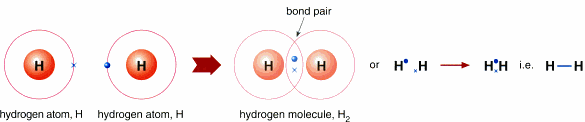 bond pair
H H H H or H H H H i.e. H — H
hydrogen atom, H hydrogen atom, H hydrogen molecule, H₂